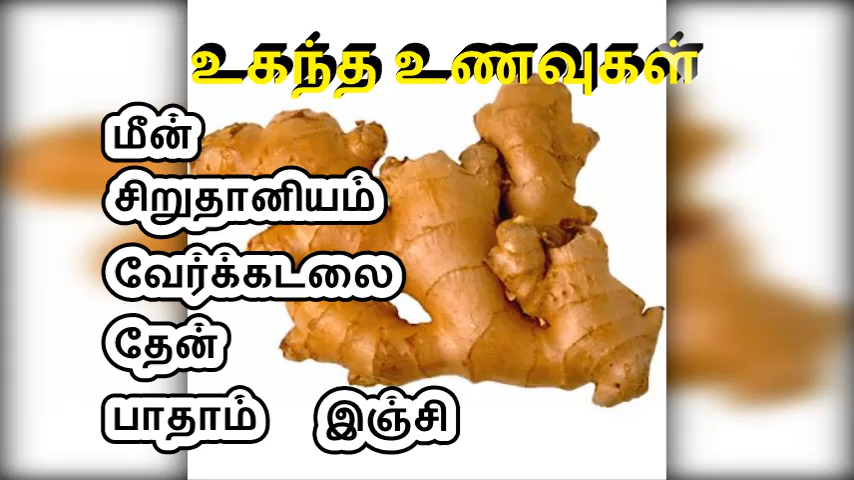 உகந்த உணவுகள்
மீன்
சிறுதானியம்
வேர்க்கடலை
தேன்
பாதாம் இஞ்சி